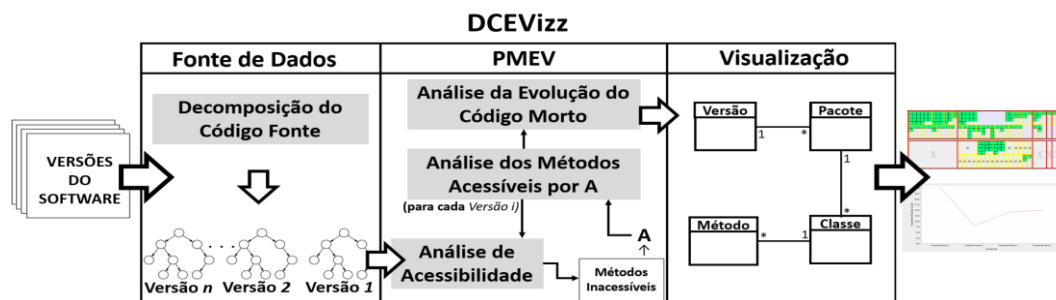 DCEVizz
Fonte de Dados
PMEV
Visualização
Decomposição do
Código Fonte
VERSÕES
DO
SOFTWARE
Versão n
Versão 2
Versão 1
Análise da Evolução do
Código Morto
Análise dos Métodos
Acessíveis por A
(para cada Versão i)
Análise de
Acessibilidade
A
Métodos
Inacessíveis
Versão
Pacote
1
*
1
*
Método
Classe
*
1